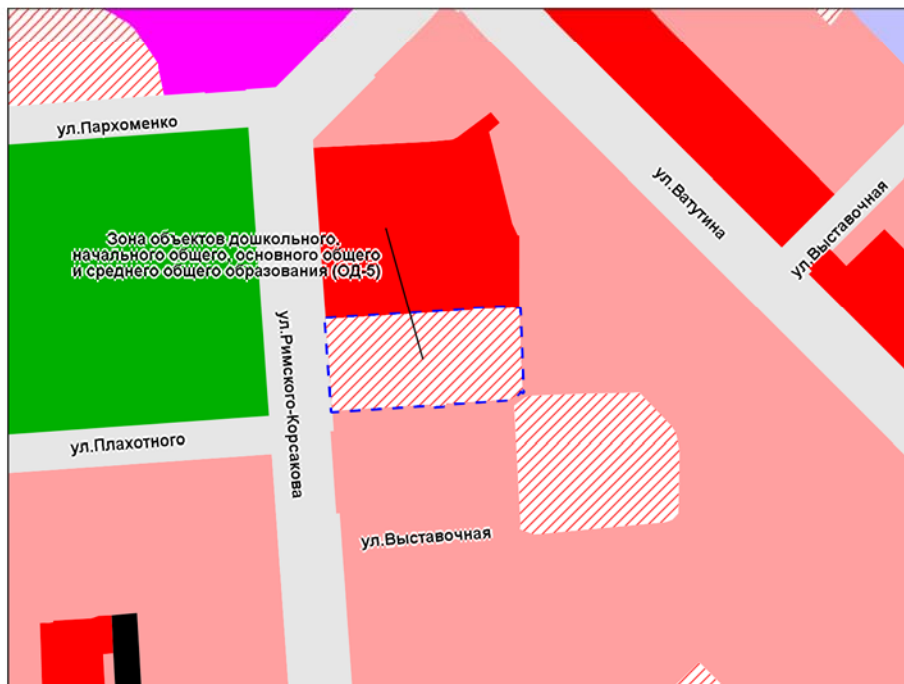 ул.Пархоменко
Зона объектов дошкольного,
начального общего, основного общего
и среднего общего образования (ОД-5)
ул.Ватутина
ул.Выставочная
ул.Римского-Корсакова
ул.Плахотного
ул.Выставочная